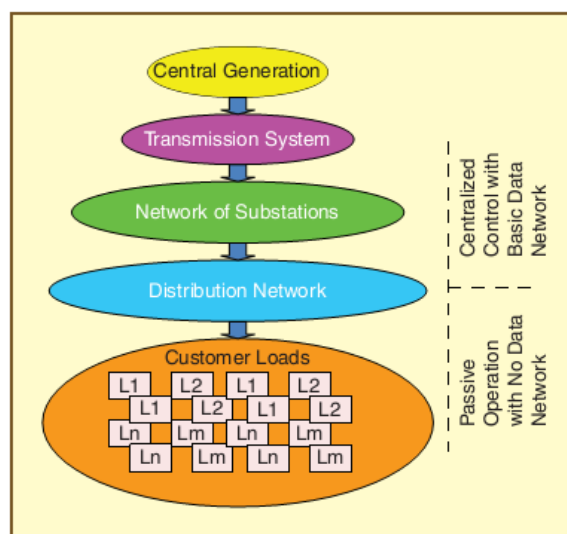 Central Generation
Transmission System
Network of Substations
Distribution Network
Customer Loads
L1 L2 L1 L2
L1 L2 L1 L2
Ln Lm Ln Lm
Ln Lm Ln Lm
Centralized
Control with
Basic Data
Network
Passive
Operation
with No Data
Network